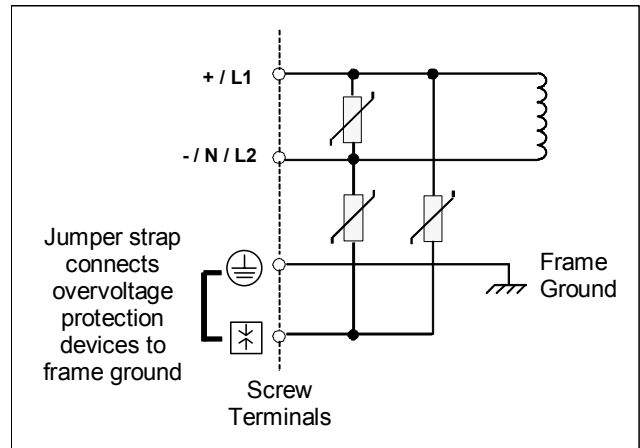 + / L1
- / N / L2
Jumper strap
connects
overvoltage
protection
devices to
frame ground
Frame
Ground
Screw
Terminals